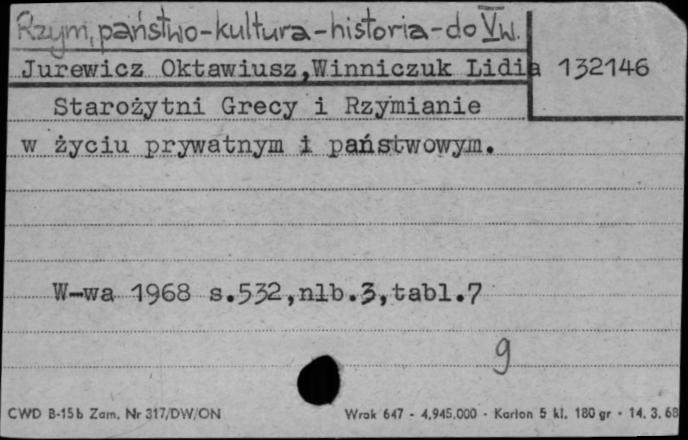 Rzym, państwo-kultura-historia-do V w.
Jurewicz Oktawiusz,Winniczuk Lidia 132146
Starożytni Grecy i Rzymianie
w życiu prywatnym i państwowym.
W-wa 1968 s.532,nlb.3,tabl.7
9
CWD B-15b Zam. Nr 317/DW/ON Wrok 647 - 4.945.000 - Karton 5 kl. 180 gr - 14. 3. 68